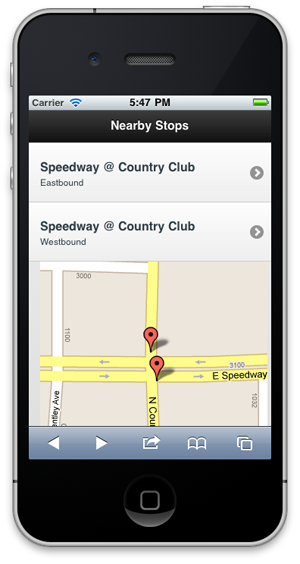 Carrier 5:47 PM
Nearby Stops
Speedway @ Country Club
Eastbound
Speedway @ Country Club
Westbound
3000
1100
3100
E Speedway
N Cou
ntley Ave
1032